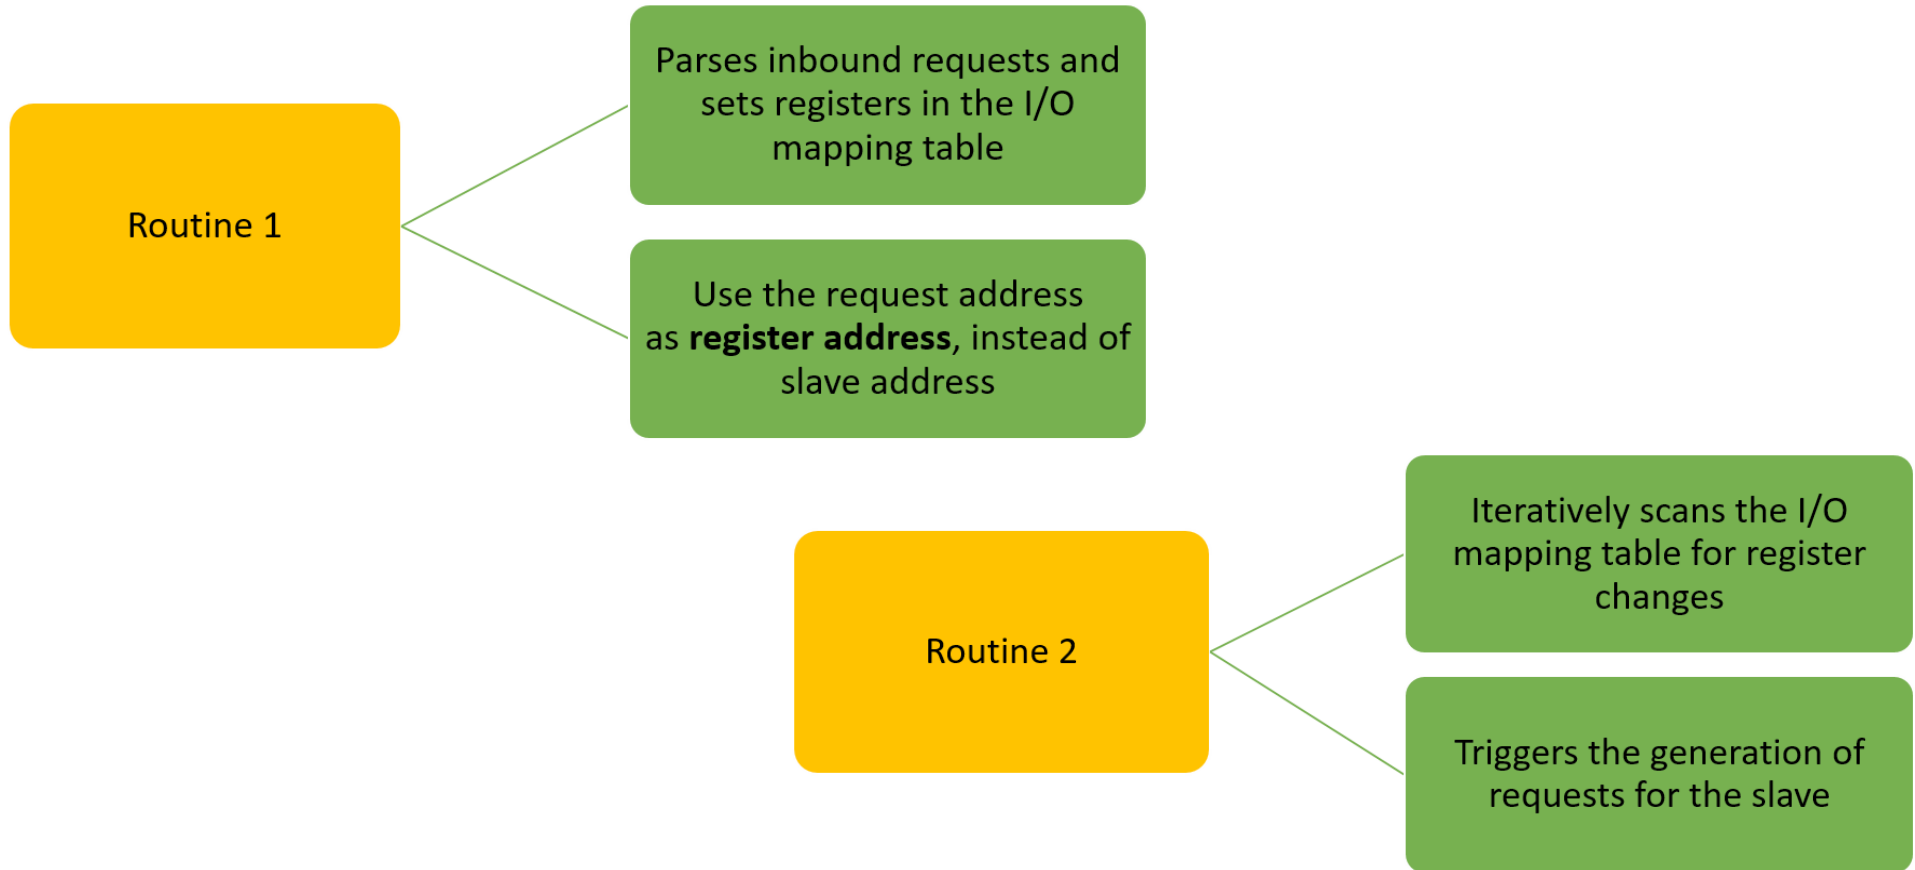 Parses inbound requests and
sets registers in the I/O
mapping table
Routine 1
Use the request address
as register address, instead of
slave address
Iteratively scans the I/O
mapping table for register
changes
Routine 2
Triggers the generation of
requests for the slave